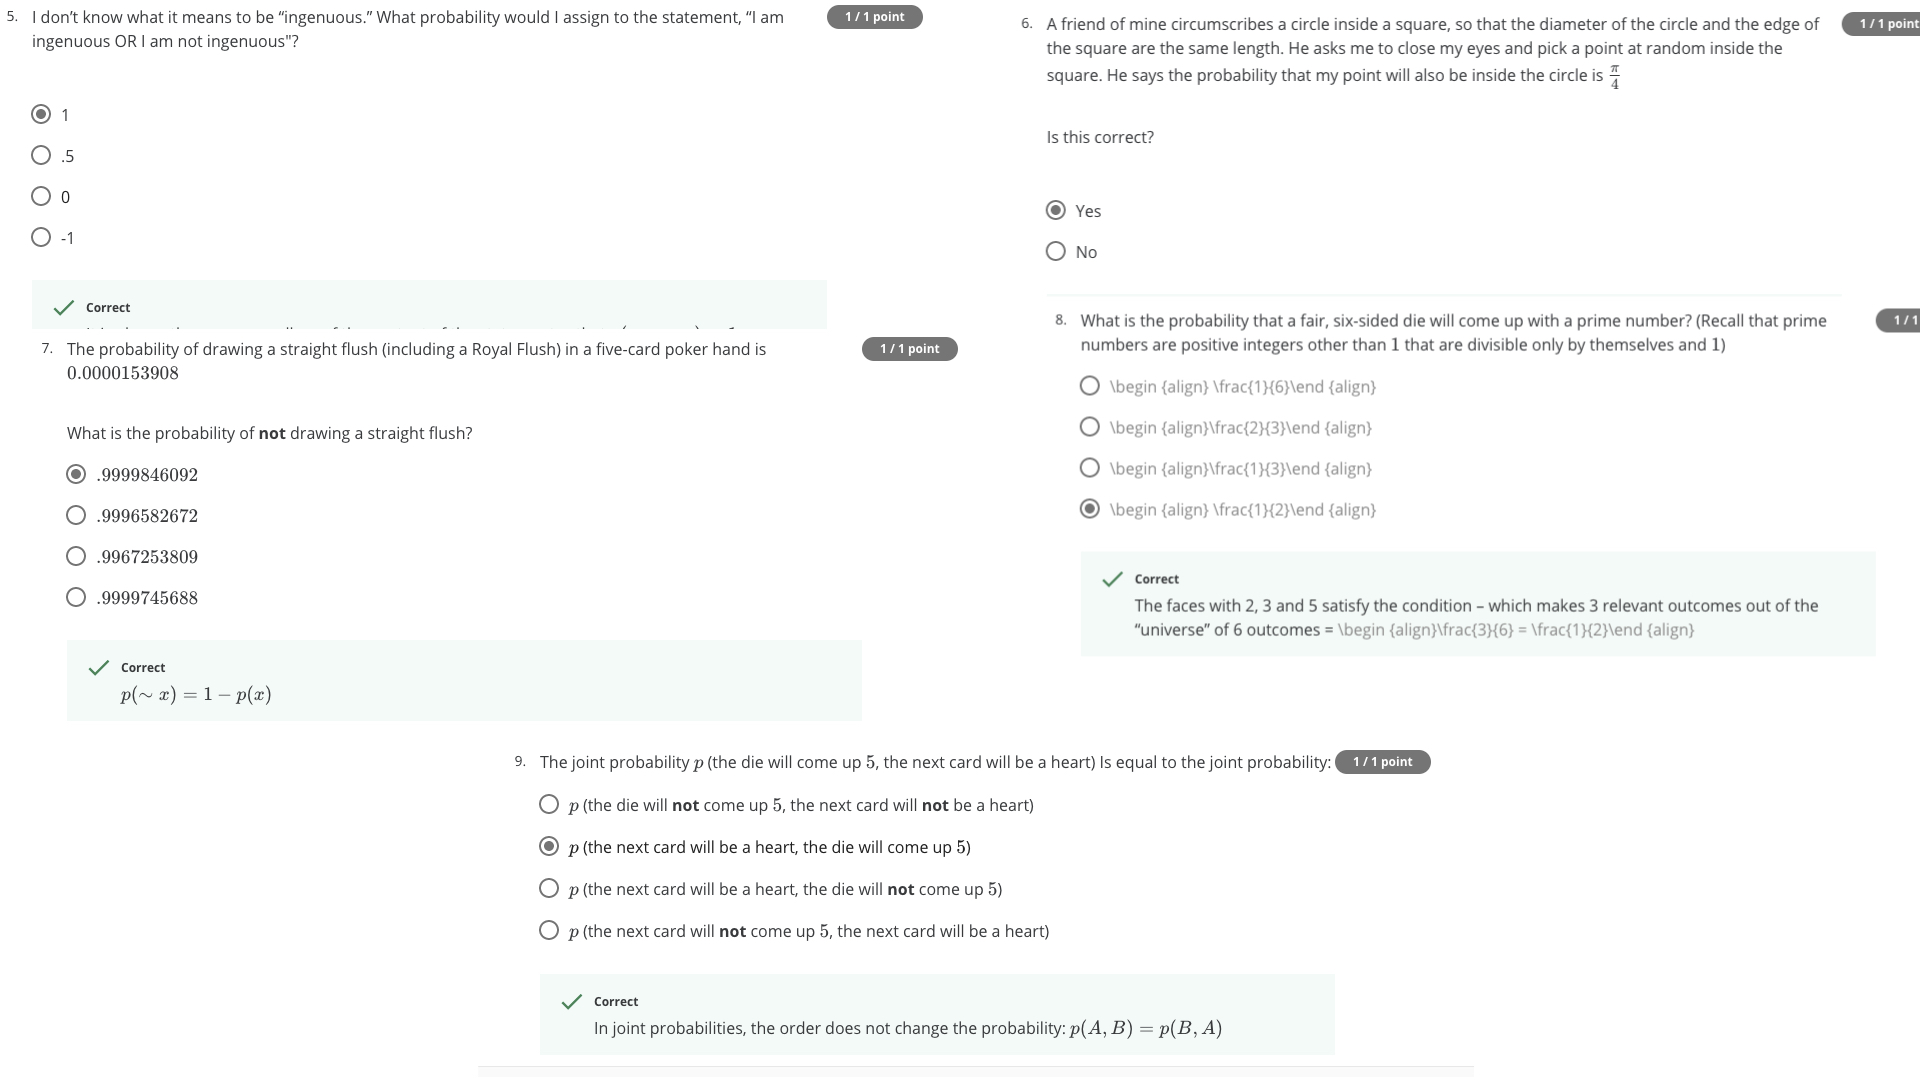 5. I don't know what it means to be “ingenuous.” What probability would I assign to the statement, “I am
ingenuous OR I am not ingenuous"?
1 / 1 point
1
.5
0
-1
Correct
6. A friend of mine circumscribes a circle inside a square, so that the diameter of the circle and the edge of
the square are the same length. He asks me to close my eyes and pick a point at random inside the
square. He says the probability that my point will also be inside the circle is π/4
1 / 1 point
Is this correct?
Yes
No
7. The probability of drawing a straight flush (including a Royal Flush) in a five-card poker hand is
0.0000153908
1 / 1 point
What is the probability of not drawing a straight flush?
.9999846092
.9996582672
.9967253809
.9999745688
Correct
p(∼ x) = 1 − p(x)
8. What is the probability that a fair, six-sided die will come up with a prime number? (Recall that prime
numbers are positive integers other than 1 that are divisible only by themselves and 1)
1 / 1
\begin {align} \frac{1}{6}\end {align}
\begin {align}\frac{2}{3}\end {align}
\begin {align}\frac{1}{3}\end {align}
\begin {align} \frac{1}{2}\end {align}
Correct
The faces with 2, 3 and 5 satisfy the condition – which makes 3 relevant outcomes out of the
“universe” of 6 outcomes = \begin {align}\frac{3}{6} = \frac{1}{2}\end {align}
9. The joint probability p (the die will come up 5, the next card will be a heart) Is equal to the joint probability:
1 / 1 point
p (the die will not come up 5, the next card will not be a heart)
p (the next card will be a heart, the die will come up 5)
p (the next card will be a heart, the die will not come up 5)
p (the next card will not come up 5, the next card will be a heart)
Correct
In joint probabilities, the order does not change the probability: p(A, B) = p(B, A)